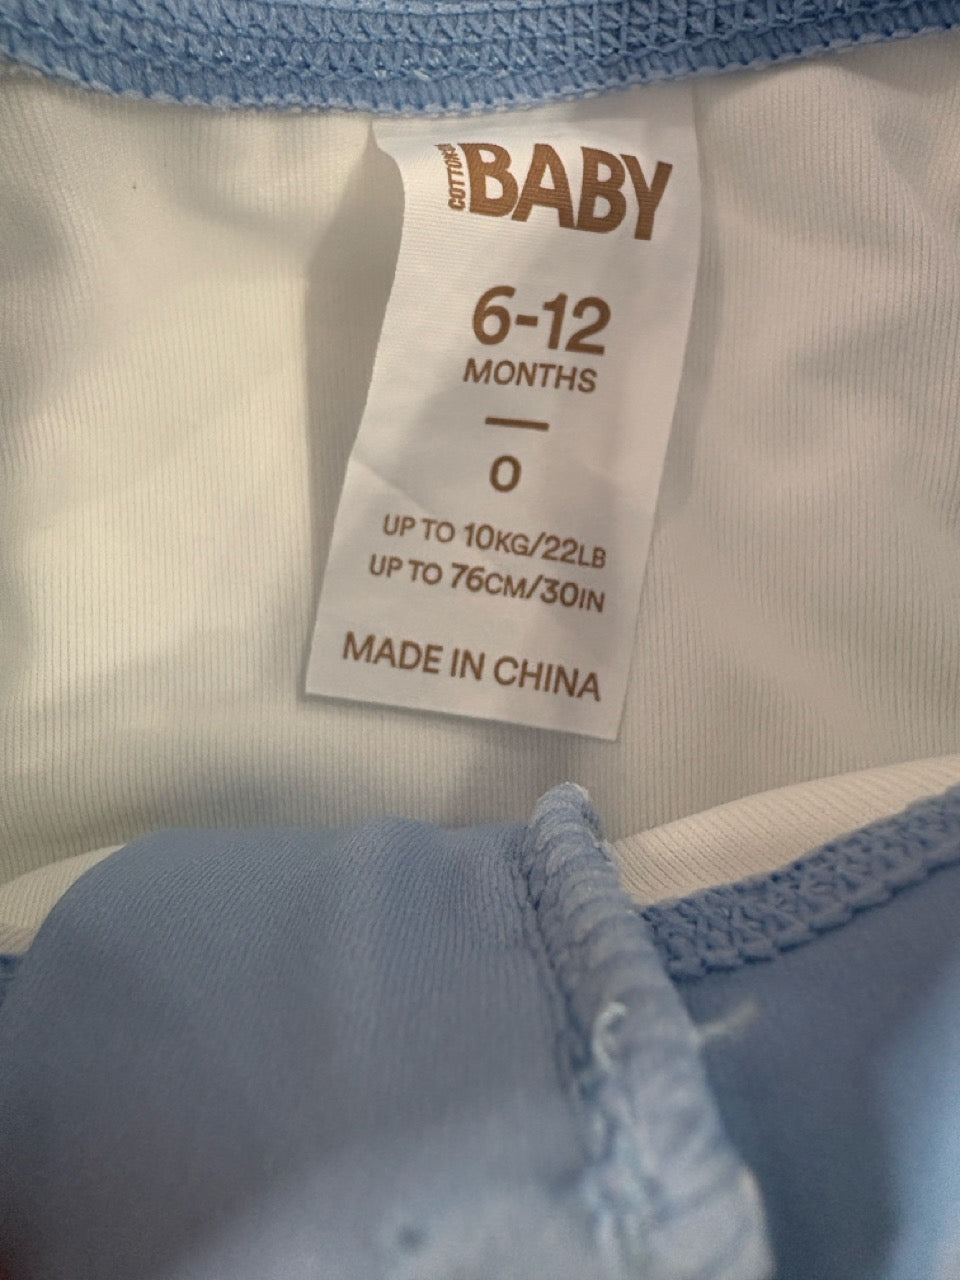 COTTON:ON
BABY
6-12
MONTHS
0
UP TO 10KG/22LB
UP TO 76CM/30IN
MADE IN CHINA